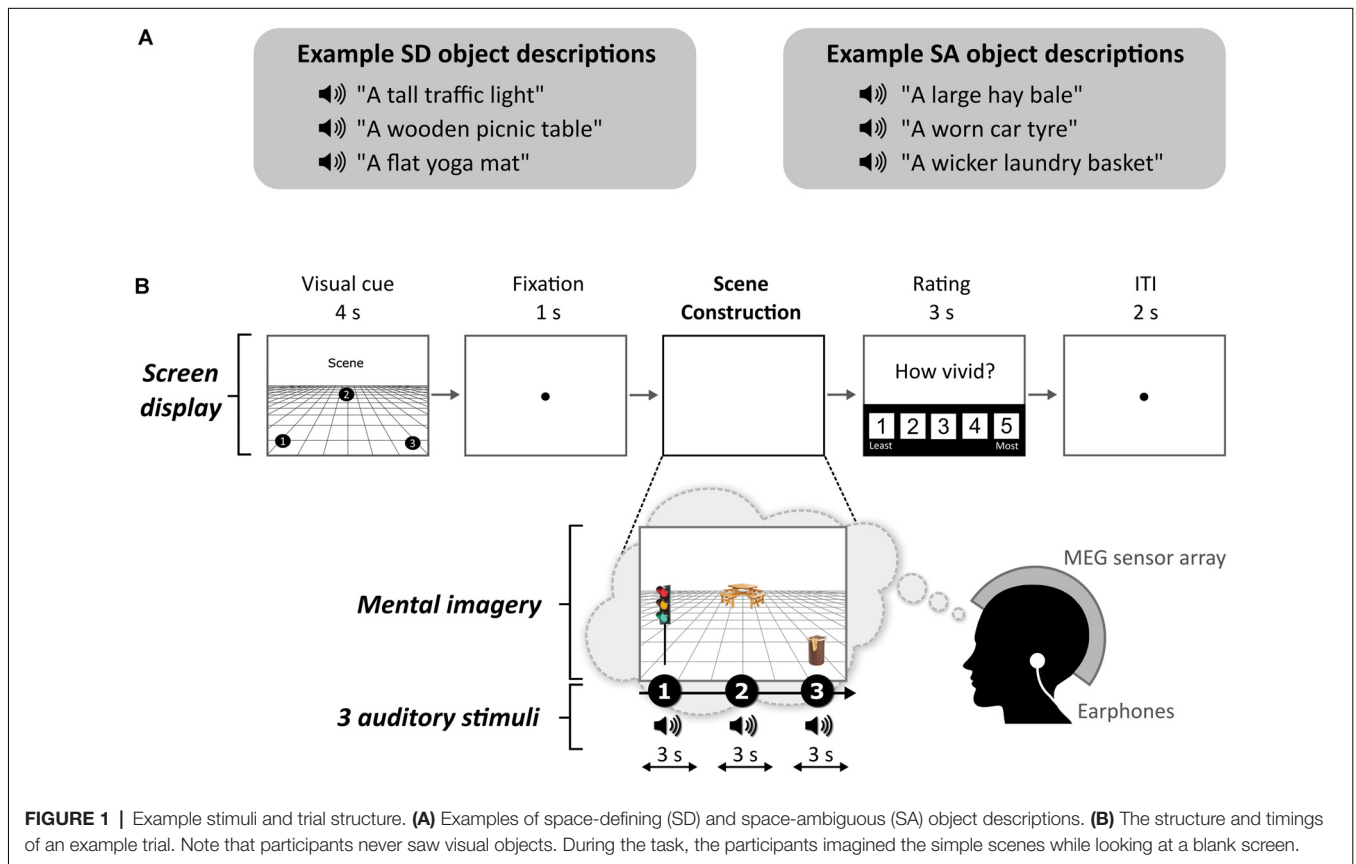 A
Example SD object descriptions
"A tall traffic light"
"A wooden picnic table"
"A flat yoga mat"
Example SA object descriptions
"A large hay bale"
"A worn car tyre"
"A wicker laundry basket"
B
Visual cue
4 s
Fixation
1 s
Scene
Construction
Rating
3 s
ITI
2 s
Screen
display
Scene
2
1
3
How vivid?
1 2 3 4 5
Least Most
Mental imagery
MEG sensor array
Earphones
3 auditory stimuli
1 2 3
3 s 3 s 3 s
FIGURE 1 | Example stimuli and trial structure. (A) Examples of space-defining (SD) and space-ambiguous (SA) object descriptions. (B) The structure and timings
of an example trial. Note that participants never saw visual objects. During the task, the participants imagined the simple scenes while looking at a blank screen.